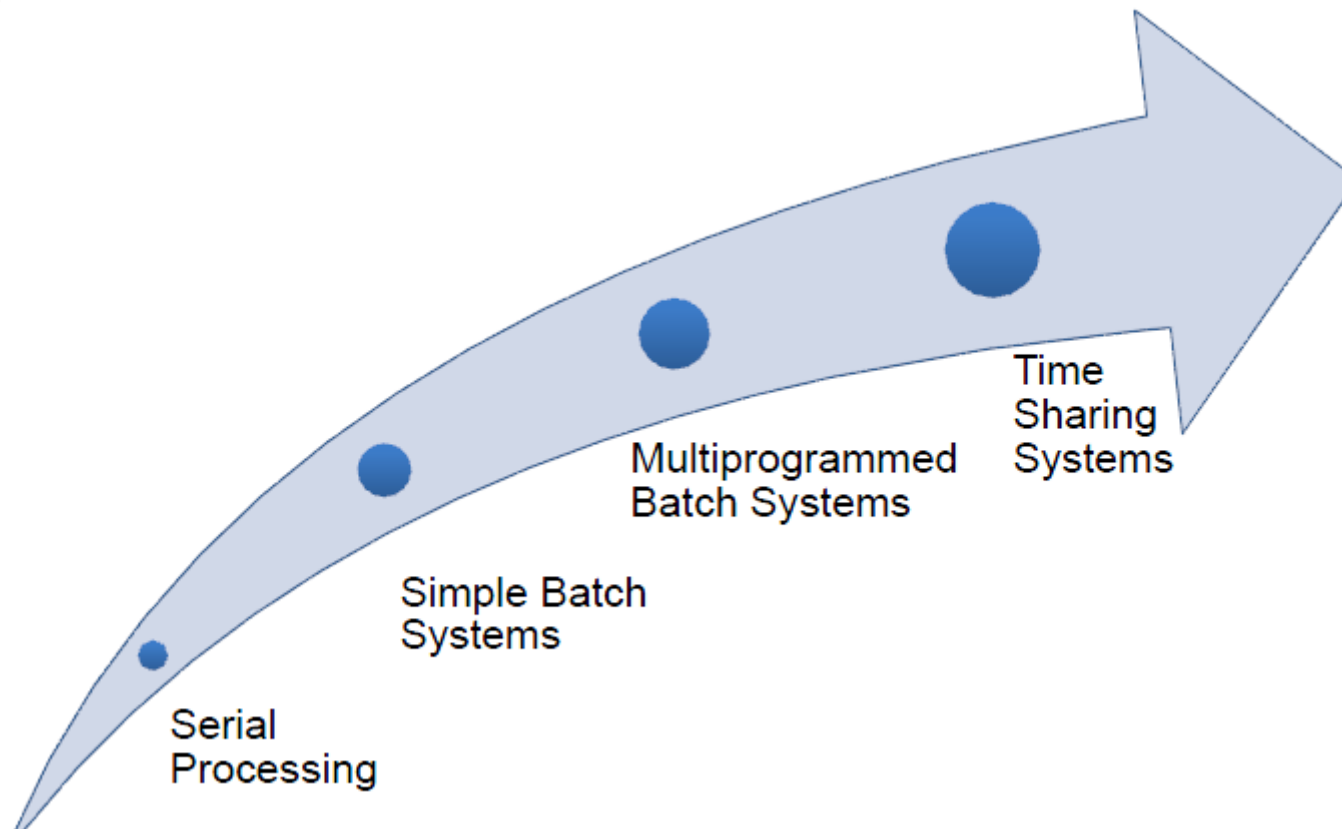 Serial
Processing
Simple Batch
Systems
Multiprogrammed
Batch Systems
Time
Sharing
Systems